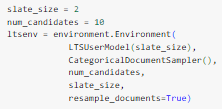 slate_size = 2
num_candidates = 10
ltsenv = environment.Environment(
LTSUserModel(slate_size),
CategoricalDocumentSampler(),
num_candidates,
slate_size,
resample_documents=True)